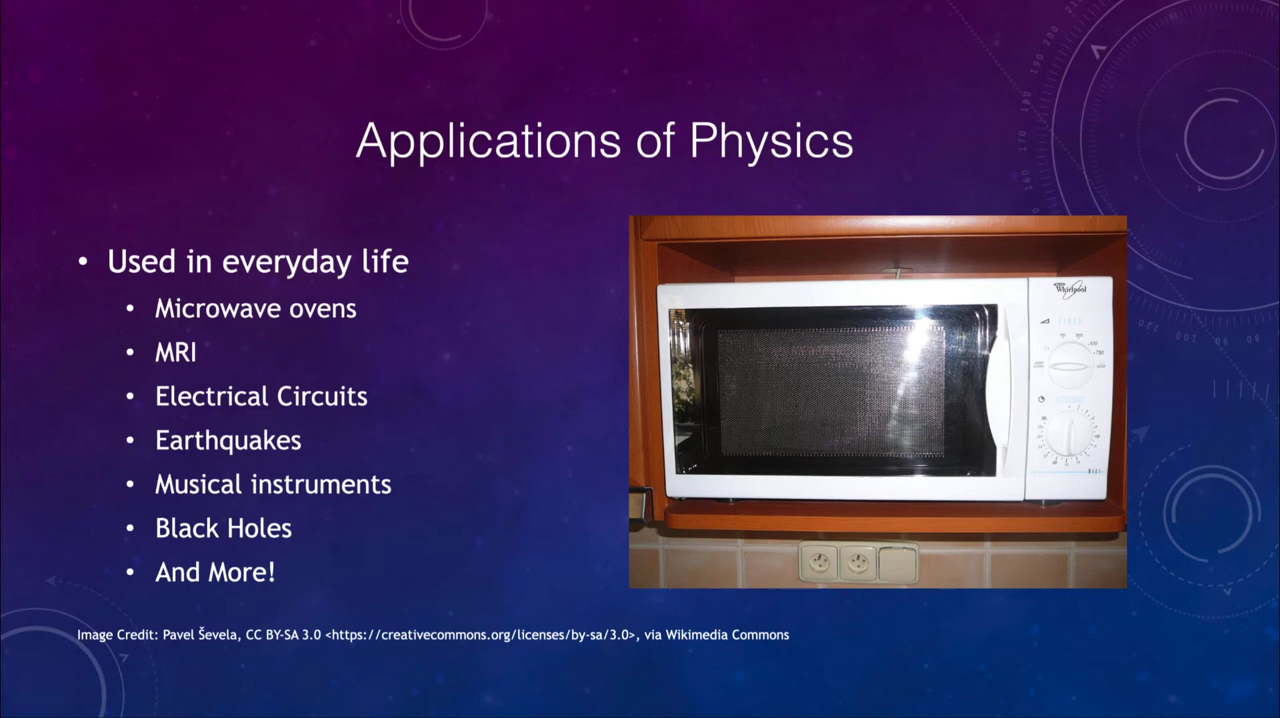 Applications of Physics
• Used in everyday life
• Microwave ovens
• MRI
• Electrical Circuits
• Earthquakes
• Musical instruments
• Black Holes
• And More!
Whirlpool
POWER
Image Credit: Pavel Ševela, CC BY-SA 3.0 <https://creativecommons.org/licenses/by-sa/3.0>, via Wikimedia Commons